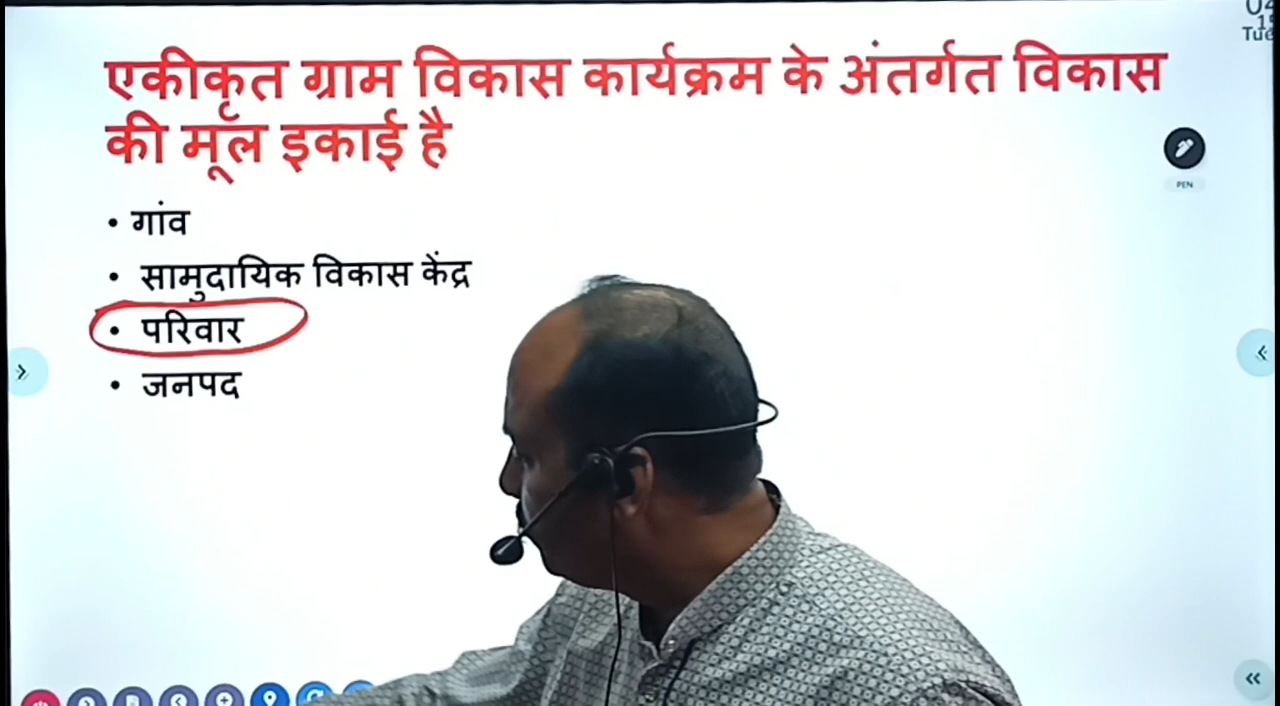 एकीकृत ग्राम विकास कार्यक्रम के अंतर्गत विकास
की मूल इकाई है
• गांव
• सामुदायिक विकास केंद्र
• परिवार
• जनपद
PEN